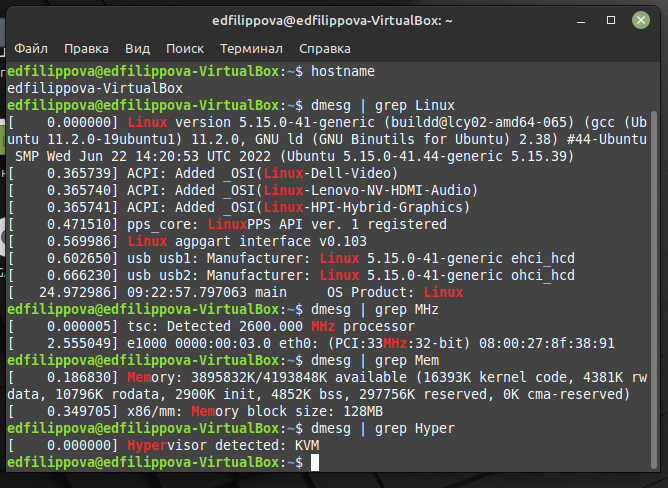 edfilippova@edfilippova-VirtualBox: ~
Файл Правка Вид Поиск Терминал Справка
edfilippova@edfilippova-VirtualBox:~$ hostname
edfilippova-VirtualBox
edfilippova@edfilippova-VirtualBox:~$ dmesg | grep Linux
[    0.000000] Linux version 5.15.0-41-generic (buildd@lcy02-amd64-065) (gcc (Ub
untu 11.2.0-19ubuntu1) 11.2.0, GNU ld (GNU Binutils for Ubuntu) 2.38) #44-Ubuntu
 SMP Wed Jun 22 14:20:53 UTC 2022 (Ubuntu 5.15.0-41.44-generic 5.15.39)
[    0.365739] ACPI: Added _OSI(Linux-Dell-Video)
[    0.365740] ACPI: Added _OSI(Linux-Lenovo-NV-HDMI-Audio)
[    0.365741] ACPI: Added _OSI(Linux-HPI-Hybrid-Graphics)
[    0.471510] pps_core: LinuxPPS API ver. 1 registered
[    0.569986] Linux agpgart interface v0.103
[    0.602650] usb usb1: Manufacturer: Linux 5.15.0-41-generic ehci_hcd
[    0.666230] usb usb2: Manufacturer: Linux 5.15.0-41-generic ohci_hcd
[   24.972986] 09:22:57.797063 main     OS Product: Linux
edfilippova@edfilippova-VirtualBox:~$ dmesg | grep MHz
[    0.000005] tsc: Detected 2600.000 MHz processor
[    2.555049] e1000 0000:00:03.0 eth0: (PCI:33MHz:32-bit) 08:00:27:8f:38:91
edfilippova@edfilippova-VirtualBox:~$ dmesg | grep Mem
[    0.186830] Memory: 3895832K/4193848K available (16393K kernel code, 4381K rw
data, 10796K rodata, 2900K init, 4852K bss, 297756K reserved, 0K cma-reserved)
[    0.349705] x86/mm: Memory block size: 128MB
edfilippova@edfilippova-VirtualBox:~$ dmesg | grep Hyper
[    0.000000] Hypervisor detected: KVM
edfilippova@edfilippova-VirtualBox:~$